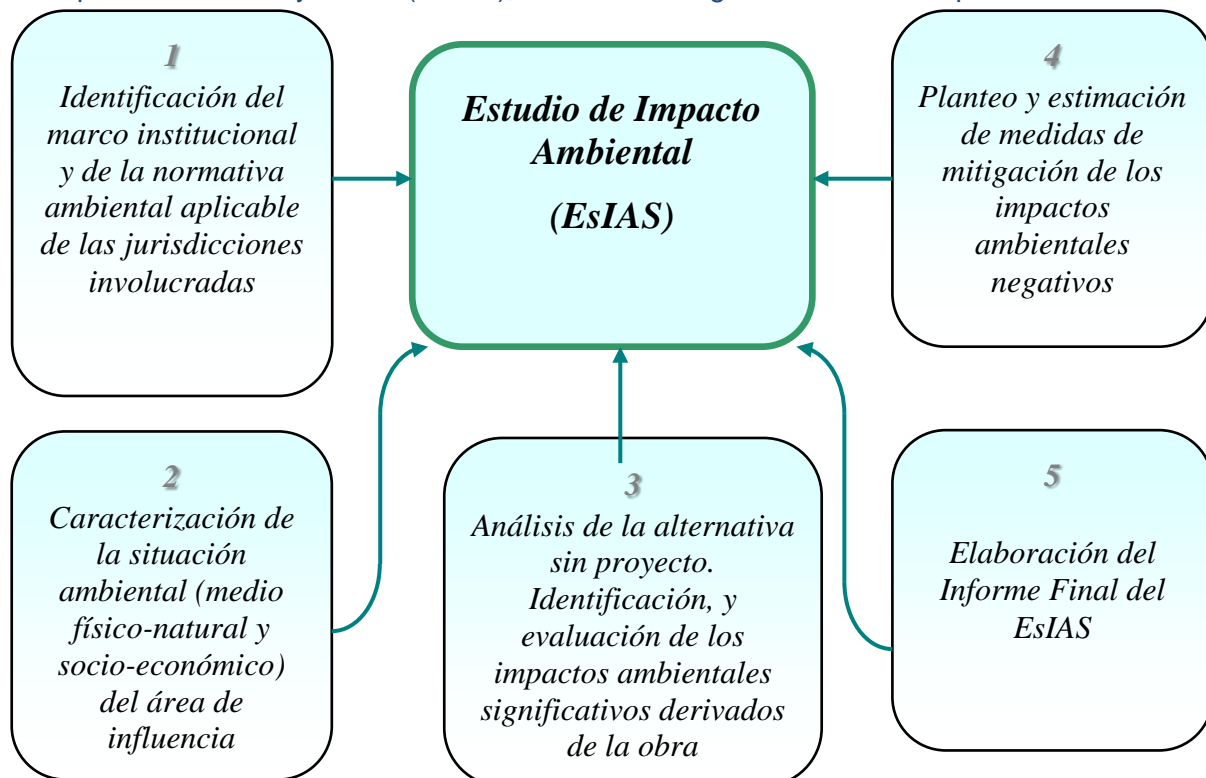 1
Identificación del
marco institucional
y de la normativa
ambiental aplicable
de las jurisdicciones
involucradas
Estudio de Impacto
Ambiental
(EsIAS)
4
Planteo y estimación
de medidas de
mitigación de los
impactos
ambientales
negativos
2
Caracterización de
la situación
ambiental (medio
físico-natural y
socio-económico)
del área de
influencia
3
Análisis de la alternativa
sin proyecto.
Identificación, y
evaluación de los
impactos ambientales
significativos derivados
de la obra
5
Elaboración del
Informe Final del
EsIAS